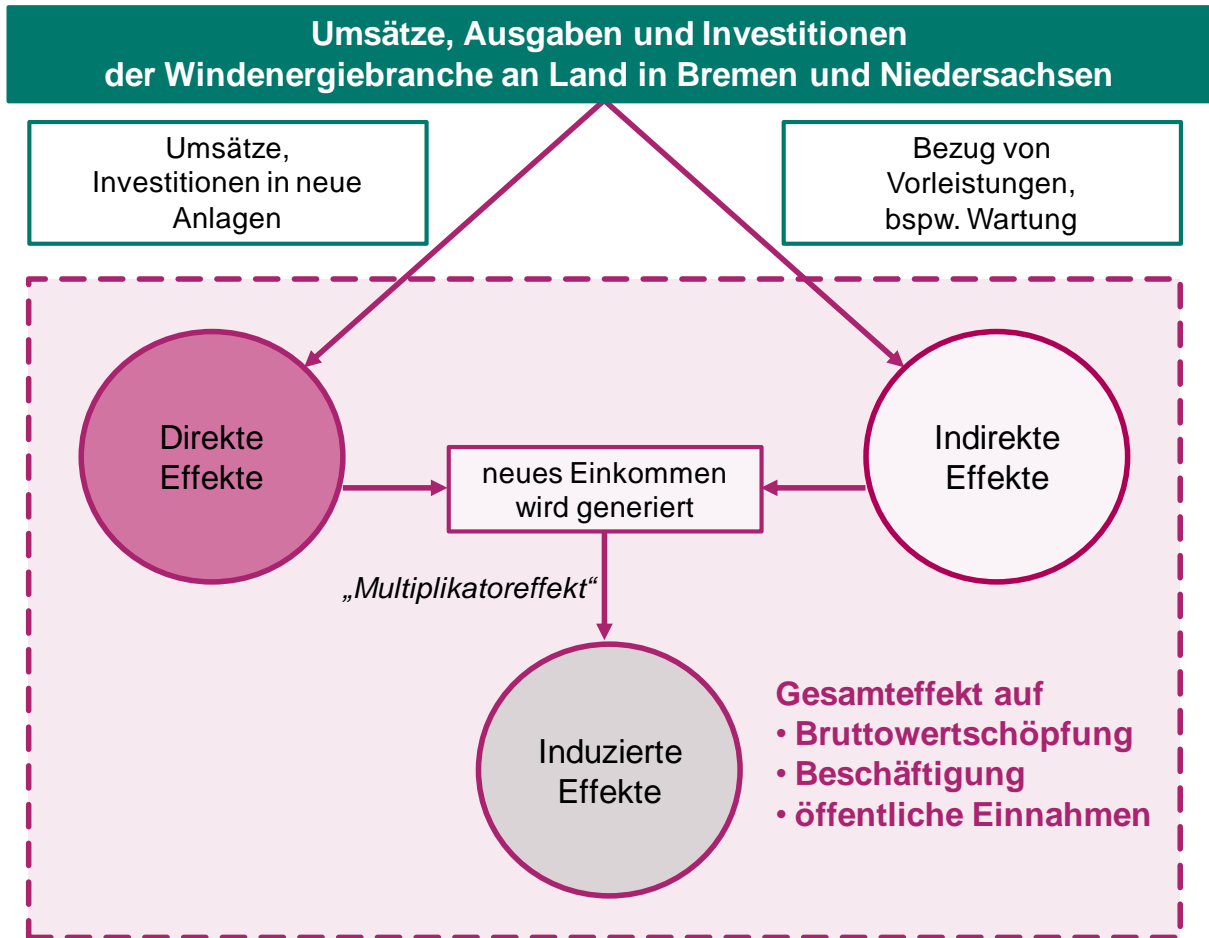 Umsätze, Ausgaben und Investitionen
der Windenergiebranche an Land in Bremen und Niedersachsen
Umsätze,
Investitionen in neue
Anlagen
Bezug von
Vorleistungen,
bspw. Wartung
Direkte
Effekte
neues Einkommen
wird generiert
Indirekte
Effekte
„Multiplikatoreffekt“
Induzierte
Effekte
Gesamteffekt auf
• Bruttowertschöpfung
• Beschäftigung
• öffentliche Einnahmen